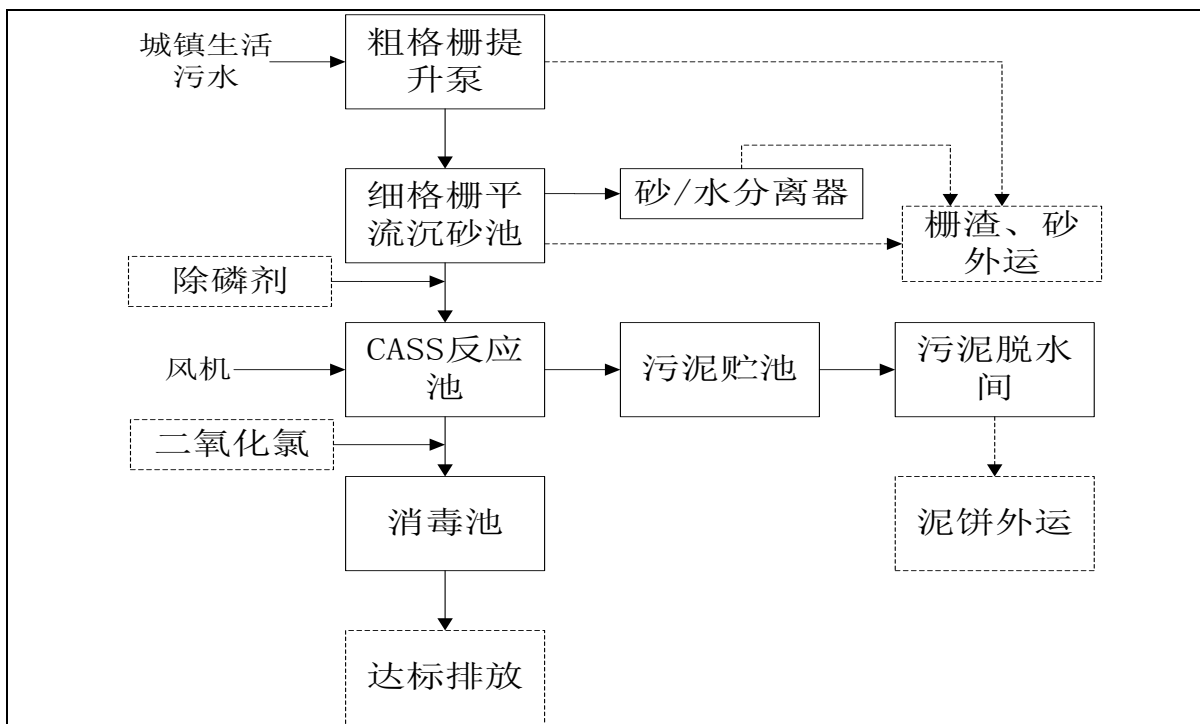 城镇生活
污水
粗格栅提
升泵
细格栅平
流沉砂池
砂/水分离器
栅渣、砂
外运
除磷剂
风机
CASS反应
池
污泥贮池
污泥脱水
间
二氧化氯
消毒池
泥饼外运
达标排放